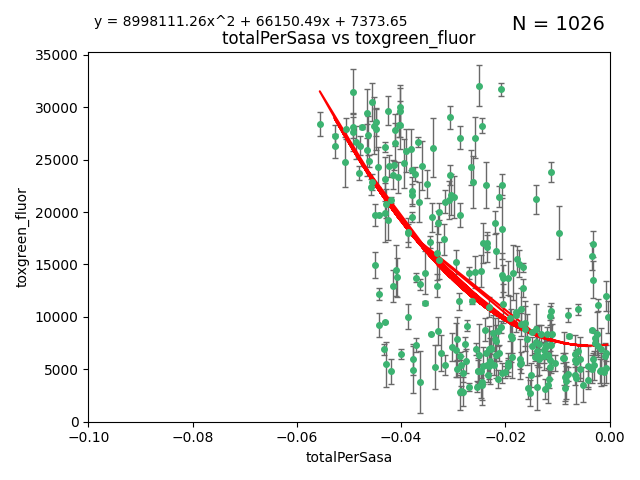 y = 8998111.26x^2 + 66150.49x + 7373.65
N = 1026
totalPerSasa vs toxgreen_fluor
35000
30000
25000
20000
15000
10000
5000
0
toxgreen_fluor
−0.10 −0.08 −0.06 −0.04 −0.02 0.00
totalPerSasa